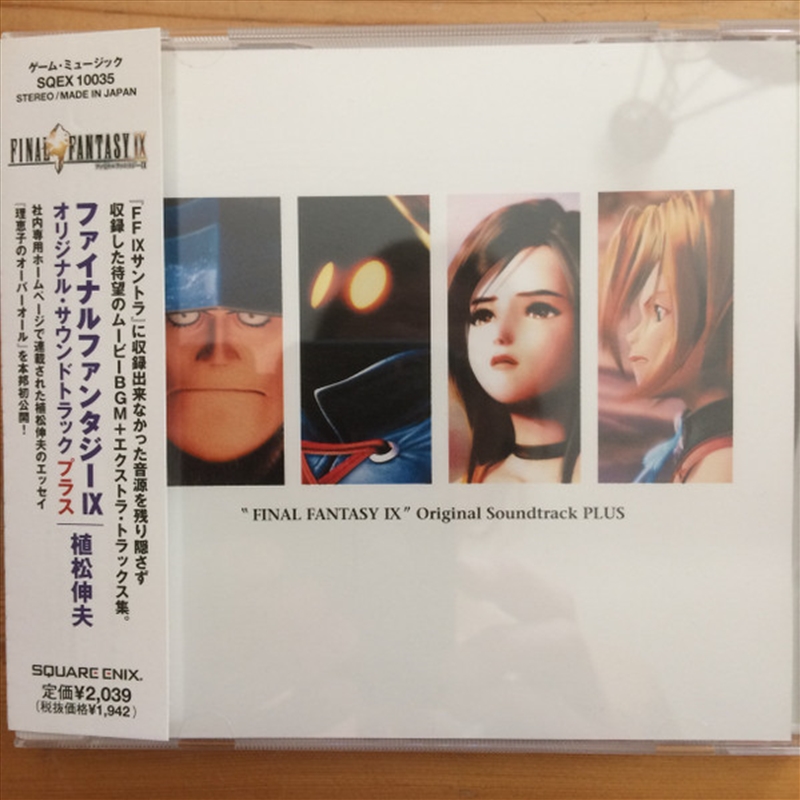 ゲーム・ミュージック
SQEX 10035
STEREO/MADE IN JAPAN
FINAL FANTASY IX
『FF IXサントラ』に収録出来なかった音源を残り隠さず
収録した待望のムービーBGM＋エクストラ・トラックス集。
ファイナルファンタジーIX
オリジナル・サウンドトラック プラス
植松伸夫
社内専用ホームページで連載された植松伸夫のエッセイ
『理恵子のオーバーオール』を本邦初公開！
SQUARE ENIX.
定価¥2,039
(税抜価格¥1,942)
“FINAL FANTASY IX” Original Soundtrack PLUS